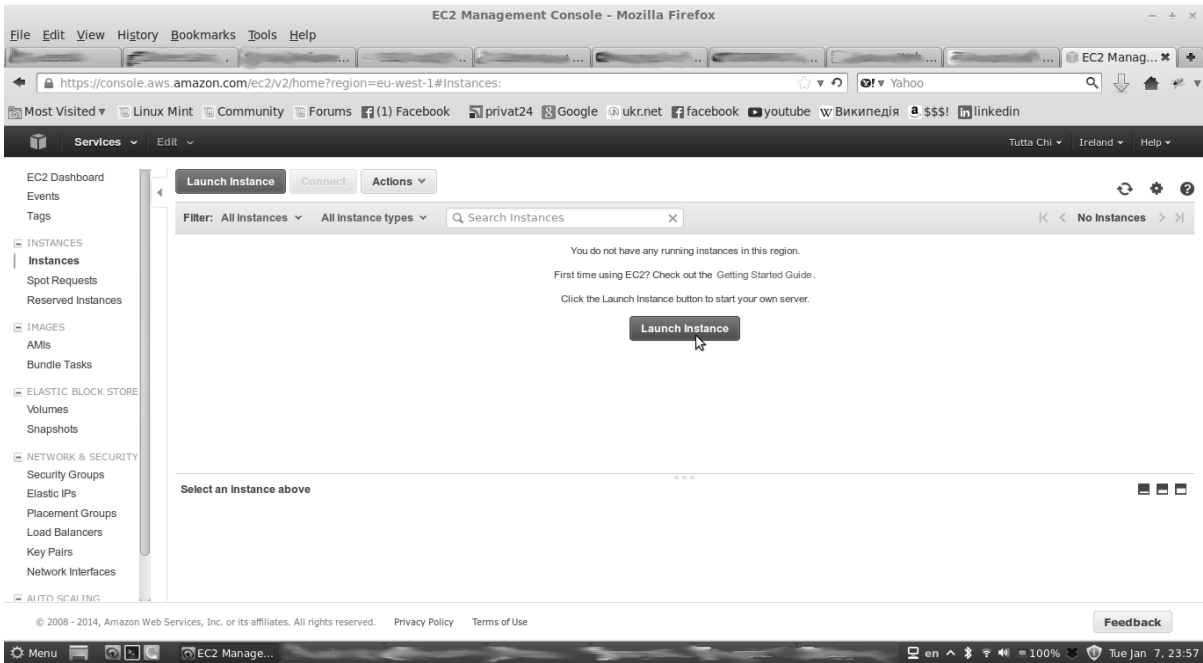 EC2 Management Console - Mozilla Firefox
File Edit View History Bookmarks Tools Help
EC2 Manag...
https://console.aws.amazon.com/ec2/v2/home?region=eu-west-1#Instances:
Yahoo
Most Visited Linux Mint Community Forums (1) Facebook privat24 Google ukr.net facebook youtube Википедія $$$! linkedin
Services Edit Tutta Chi Ireland Help
EC2 Dashboard
Events
Tags
INSTANCES
Instances
Spot Requests
Reserved Instances
IMAGES
AMIs
Bundle Tasks
ELASTIC BLOCK STORE
Volumes
Snapshots
NETWORK & SECURITY
Security Groups
Elastic IPs
Placement Groups
Load Balancers
Key Pairs
Network Interfaces
AUTO SCALING
Launch Instance Connect Actions
Filter: All instances All instance types Search Instances No Instances
You do not have any running instances in this region.
First time using EC2? Check out the Getting Started Guide.
Click the Launch Instance button to start your own server.
Launch Instance
Select an instance above
© 2008 - 2014, Amazon Web Services, Inc. or its affiliates. All rights reserved. Privacy Policy Terms of Use Feedback
Menu EC2 Manage... en 100% Tue Jan 7, 23:57